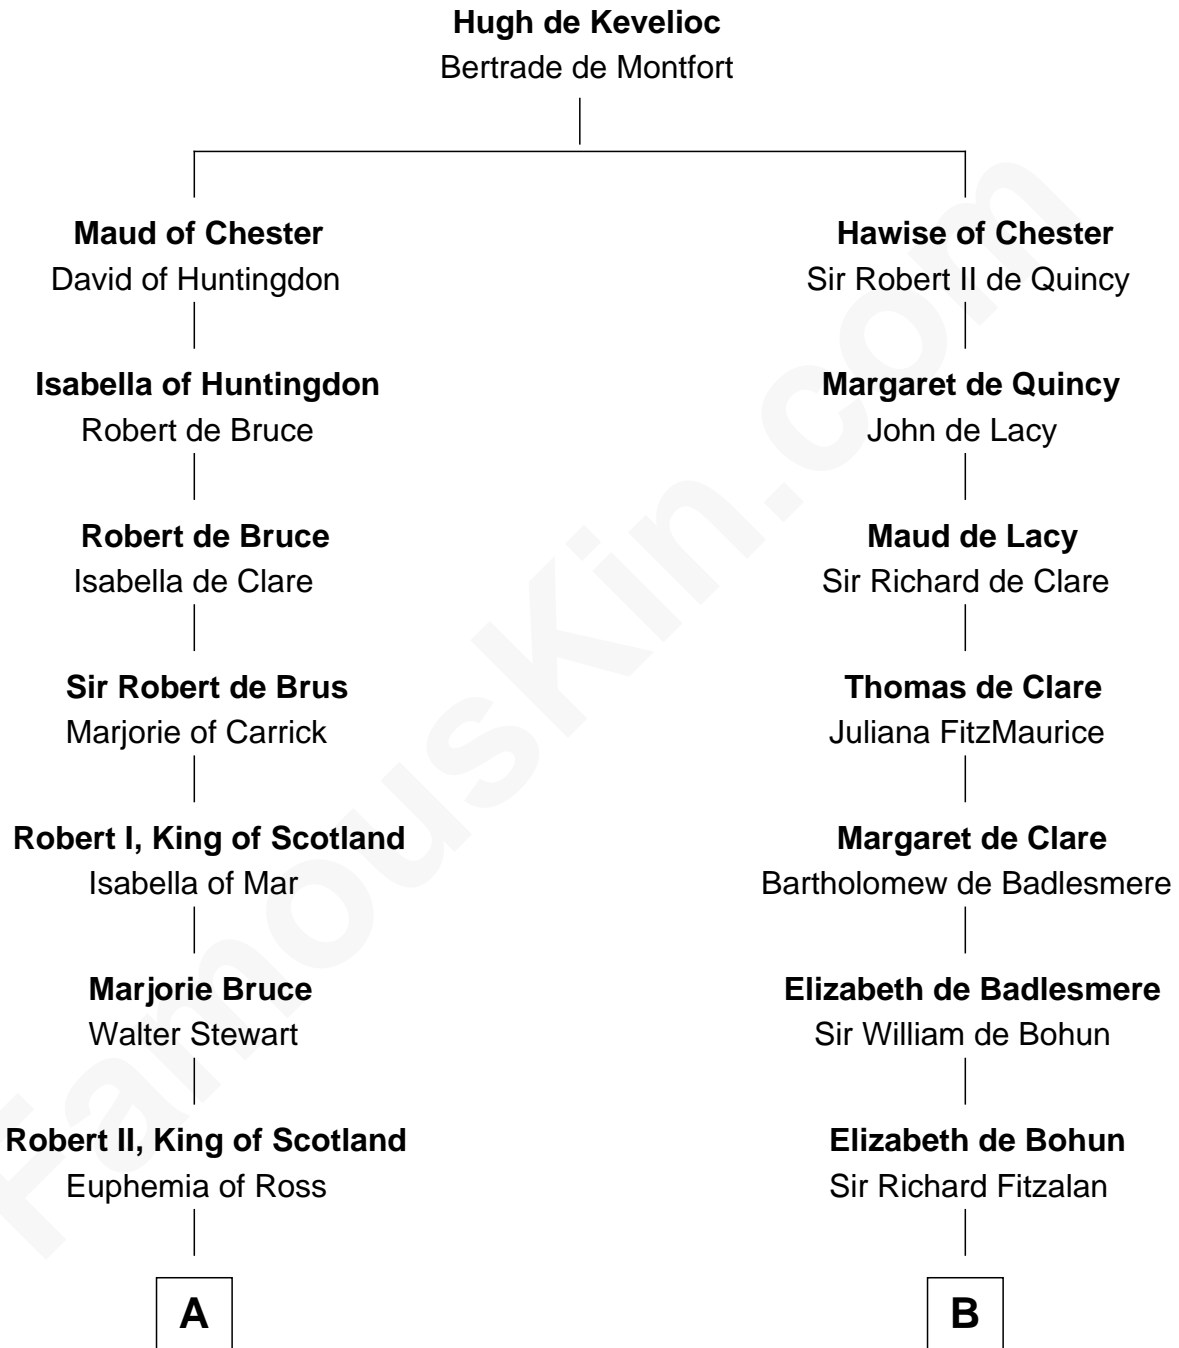 Hugh de Kevelioc
Bertrade de Montfort
Maud of Chester
David of Huntingdon
Hawise of Chester
Sir Robert II de Quincy
Isabella of Huntingdon
Robert de Bruce
Margaret de Quincy
John de Lacy
Robert de Bruce
Isabella de Clare
Maud de Lacy
Sir Richard de Clare
Sir Robert de Brus
Marjorie of Carrick
Thomas de Clare
Juliana FitzMaurice
Robert I, King of Scotland
Isabella of Mar
Margaret de Clare
Bartholomew de Badlesmere
Marjorie Bruce
Walter Stewart
Elizabeth de Badlesmere
Sir William de Bohun
Robert II, King of Scotland
Euphemia of Ross
Elizabeth de Bohun
Sir Richard Fitzalan
A
B
FamousKin.com